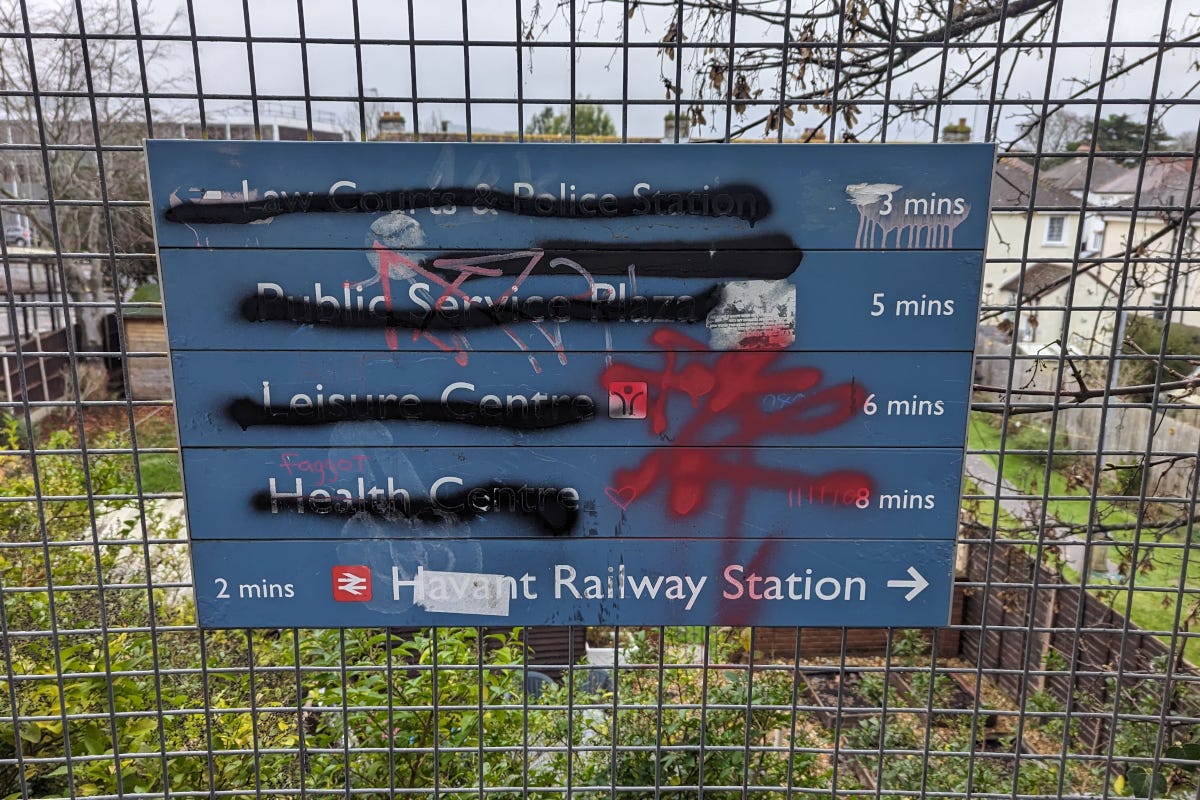 ← Law Courts & Police Station 3 mins
Public Service Plaza 5 mins
Leisure Centre 6 mins
Faggot
Health Centre 8 mins
2 mins Havant Railway Station →